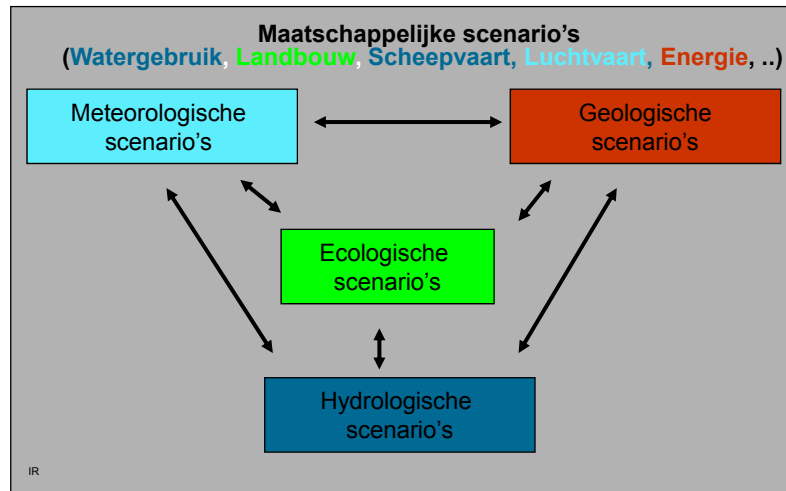 Maatschappelijke scenario's
(Watergebruik, Landbouw, Scheepvaart, Luchtvaart, Energie, ..)
Meteorologische
scenario's
Geologische
scenario's
Ecologische
scenario's
Hydrologische
scenario's
IR